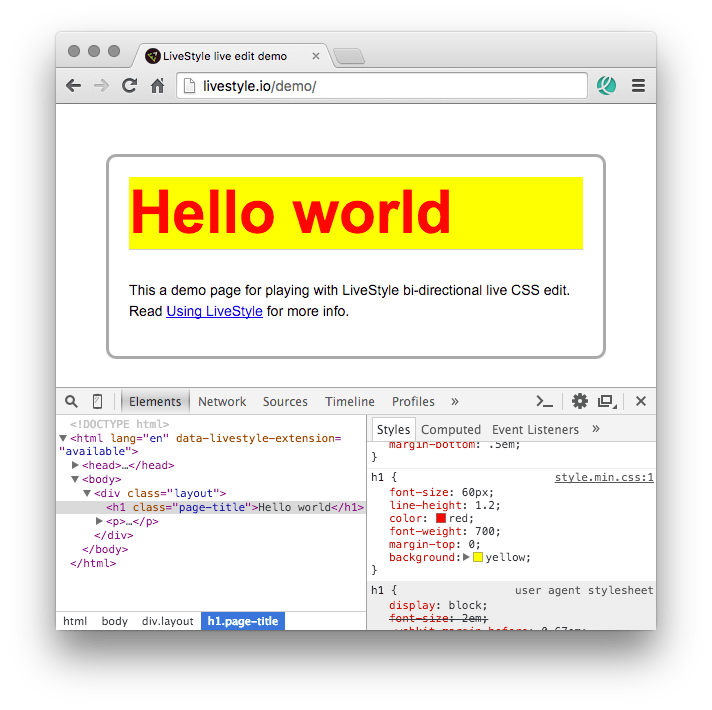 LiveStyle live edit demo
livestyle.io/demo/
Hello world
This a demo page for playing with LiveStyle bi-directional live CSS edit.
Read Using LiveStyle for more info.
Elements Network Sources Timeline Profiles »
<!DOCTYPE html>
<html lang="en" data-livestyle-extension=
"available">
<head>…</head>
<body>
<div class="layout">
<h1 class="page-title">Hello world</h1>
<p>…</p>
</div>
</body>
</html>
html body div.layout h1.page-title
Styles Computed Event Listeners »
margin-bottom: .5em;
}
h1 { style.min.css:1
font-size: 60px;
line-height: 1.2;
color: red;
font-weight: 700;
margin-top: 0;
background: yellow;
}
h1 { user agent stylesheet
display: block;
font-size: 2em;
-webkit-margin-before: 0.67em;